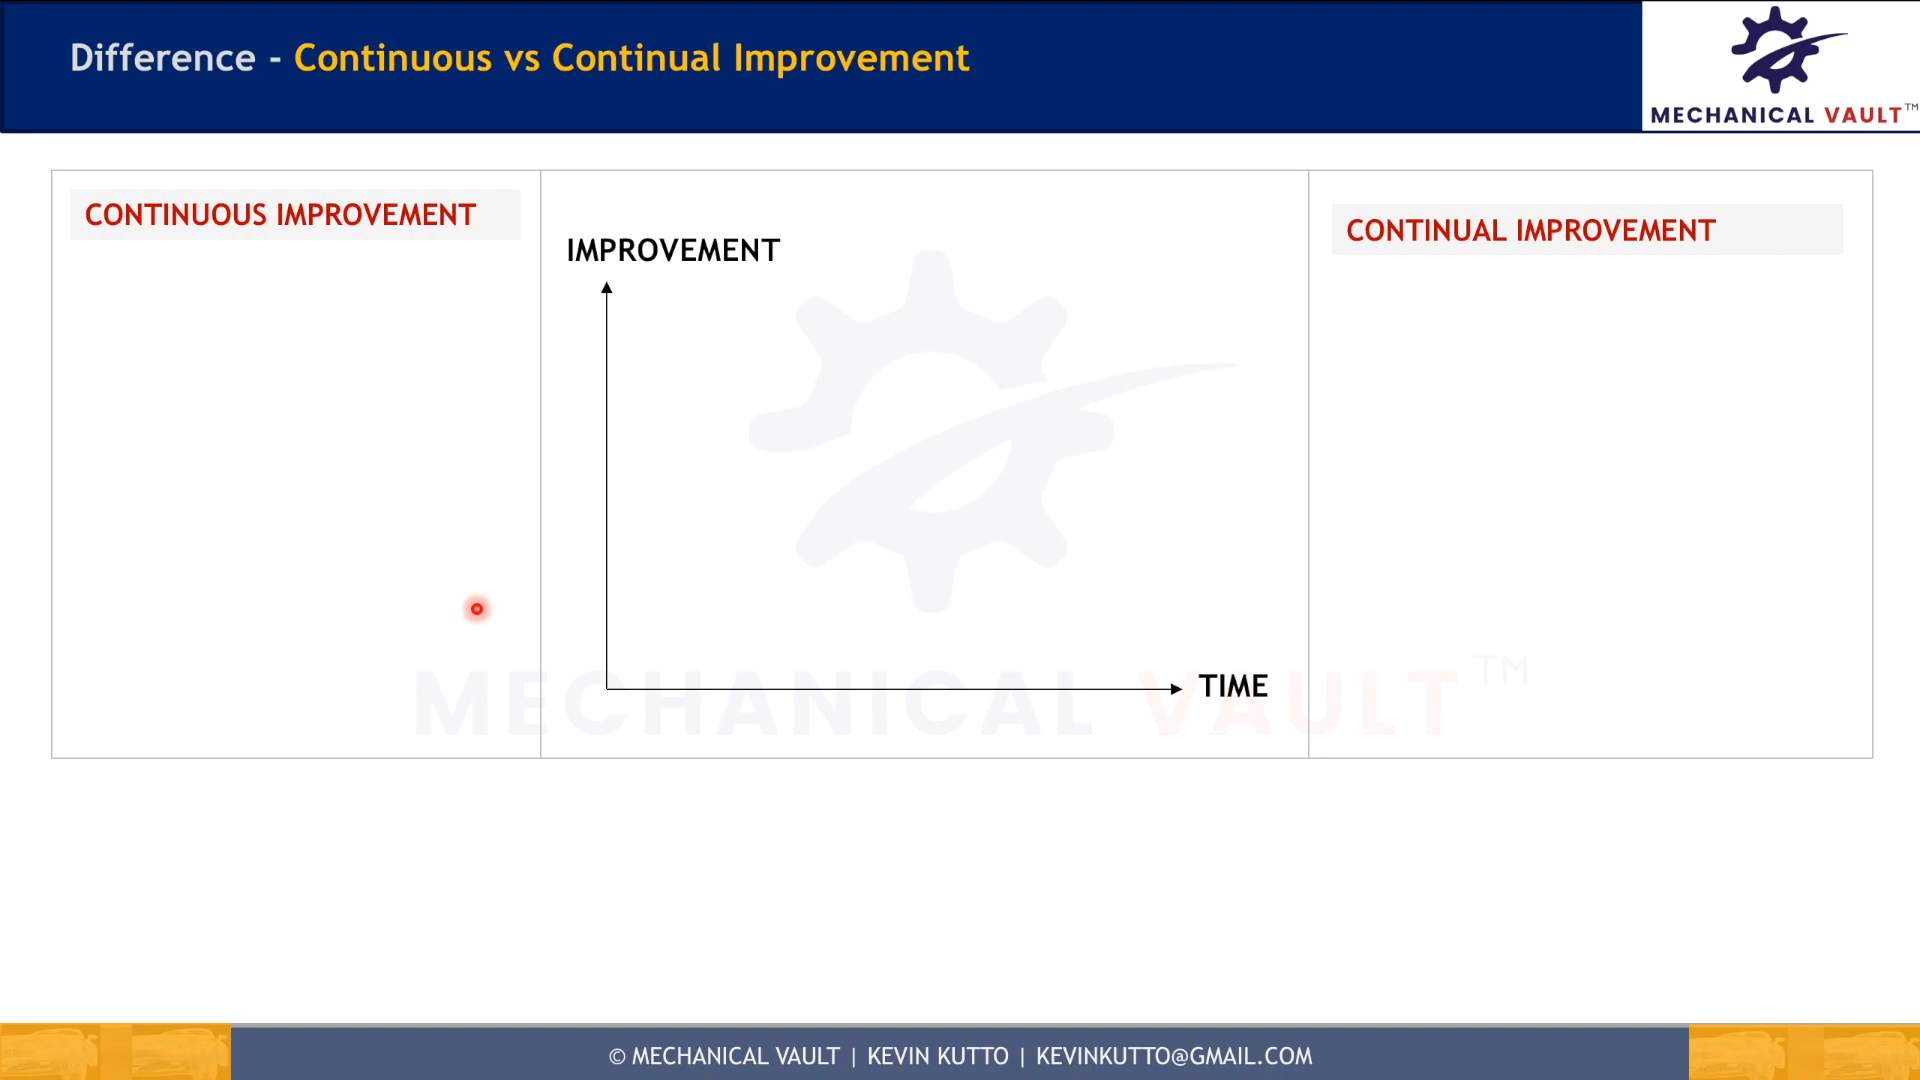 Difference - Continuous vs Continual Improvement
MECHANICAL VAULT™
CONTINUOUS IMPROVEMENT
IMPROVEMENT
CONTINUAL IMPROVEMENT
TIME
MECHANICAL VAULT™
© MECHANICAL VAULT | KEVIN KUTTO | KEVINKUTTO@GMAIL.COM